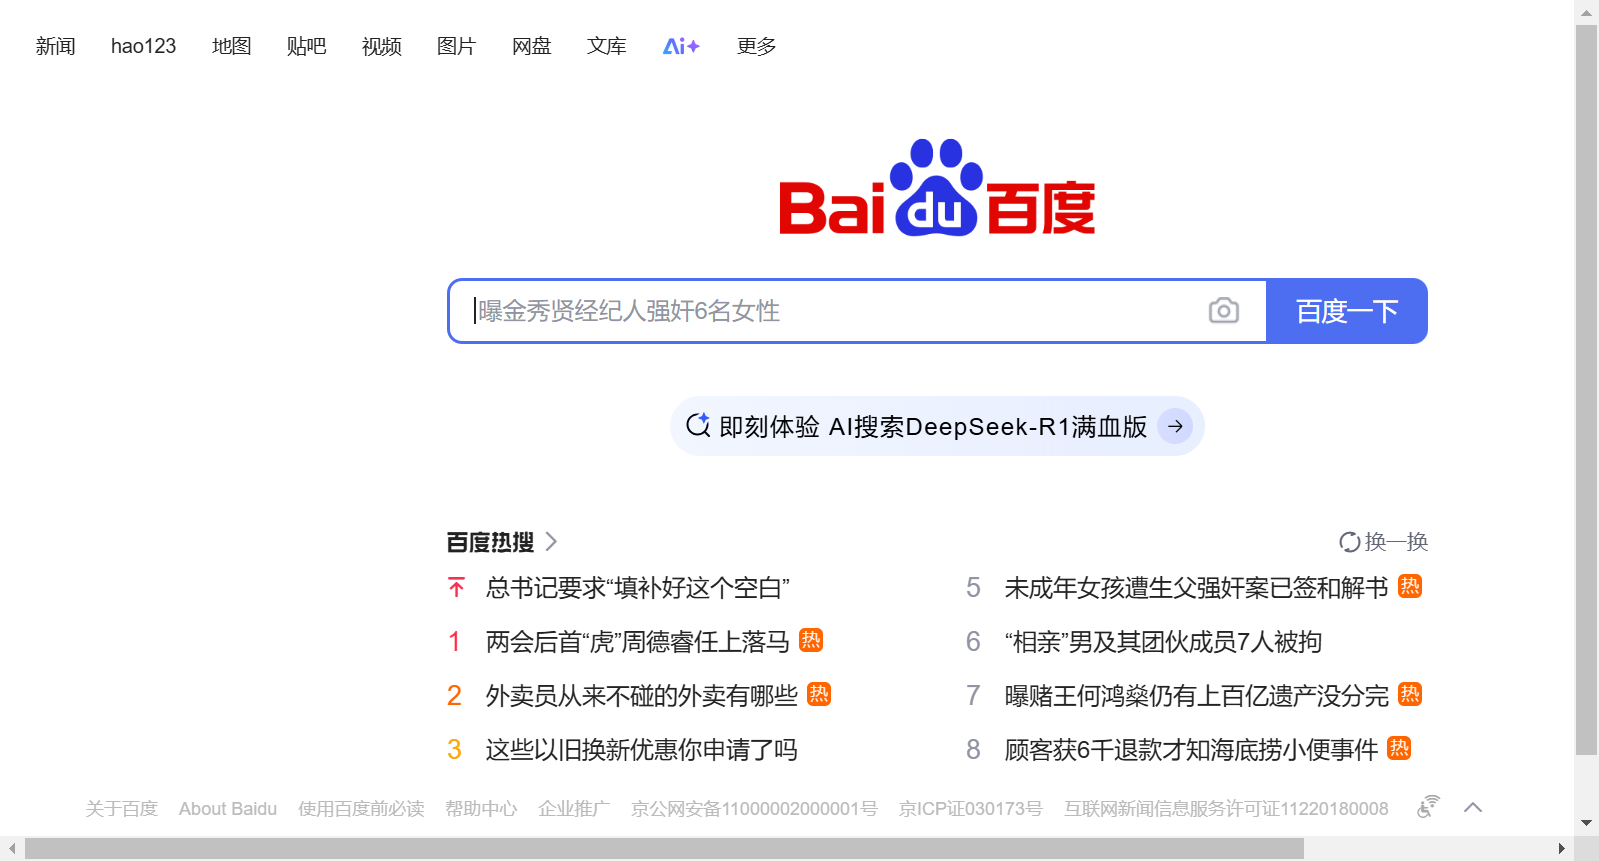 新闻 hao123 地图 贴吧 视频 图片 网盘 文库 Ai+ 更多
Bai du 百度
曝金秀贤经纪人强奸6名女性 百度一下
即刻体验 AI搜索DeepSeek-R1满血版
百度热搜 换一换
总书记要求“填补好这个空白”
1 两会后首“虎”周德睿任上落马 热
2 外卖员从来不碰的外卖有哪些 热
3 这些以旧换新优惠你申请了吗
5 未成年女孩遭生父强奸案已签和解书 热
6 “相亲”男及其团伙成员7人被拘
7 曝赌王何鸿燊仍有上百亿遗产没分完 热
8 顾客获6千退款才知海底捞小便事件 热
关于百度 About Baidu 使用百度前必读 帮助中心 企业推广 京公网安备11000002000001号 京ICP证030173号 互联网新闻信息服务许可证11220180008